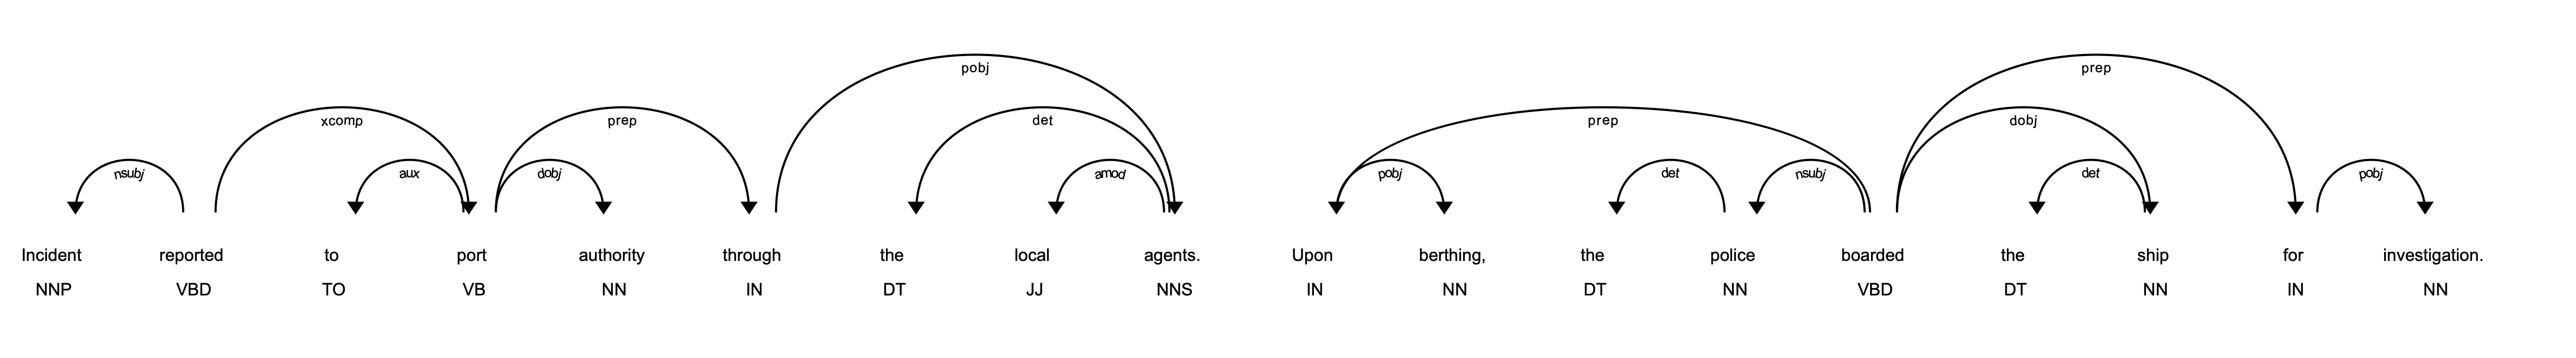 pobj prep
xcomp prep det prep dobj
nsubj aux dobj amod pobj det nsubj det pobj
Incident reported to port authority through the local agents. Upon berthing, the police boarded the ship for investigation.
NNP VBD TO VB NN IN DT JJ NNS IN NN DT NN VBD DT NN IN NN